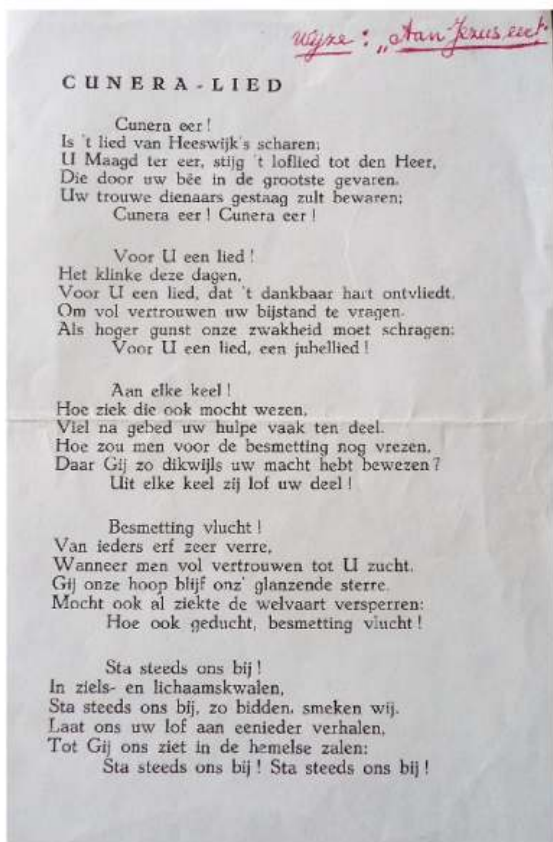 Wijze : „Aan Jezus eer!"
CUNERA-LIED
Cunera eer !
Is 't lied van Heeswijk's scharen;
U Maagd ter eer, stijg 't loflied tot den Heer,
Die door uw bêe in de grootste gevaren.
Uw trouwe dienaars gestaag zult bewaren;
Cunera eer ! Cunera eer !
Voor U een lied !
Het klinke deze dagen,
Voor U een lied, dat 't dankbaar hart ontvliedt,
Om vol vertrouwen uw bijstand te vragen.
Als hoger gunst onze zwakheid moet schragen;
Voor U een lied, een jubellied !
Aan elke keel !
Hoe ziek die ook mocht wezen,
Viel na gebed uw hulpe vaak ten deel.
Hoe zou men voor de besmetting nog vrezen,
Daar Gij zo dikwijls uw macht hebt bewezen?
Uit elke keel zij lof uw deel !
Besmetting vlucht !
Van ieders erf zeer verre,
Wanneer men vol vertrouwen tot U zucht.
Gij onze hoop blijf onz' glanzende sterre.
Mocht ook al ziekte de welvaart versperren:
Hoe ook geducht, besmetting vlucht !
Sta steeds ons bij !
In ziels- en lichaamskwalen,
Sta steeds ons bij, zo bidden, smeken wij.
Laat ons uw lof aan eenieder verhalen,
Tot Gij ons ziet in de hemelse zalen:
Sta steeds ons bij ! Sta steeds ons bij !